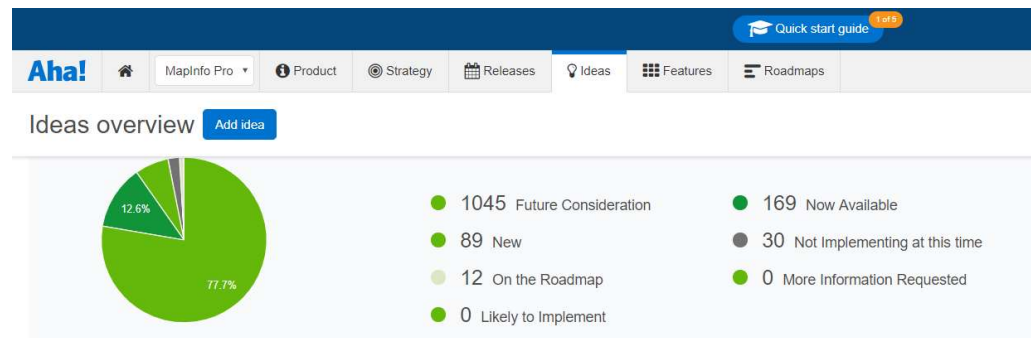 Quick start guide 1 of 5
Aha! MapInfo Pro Product Strategy Releases Ideas Features Roadmaps
Ideas overview Add idea
12.6%
77.7%
1045 Future Consideration
169 Now Available
89 New
30 Not Implementing at this time
12 On the Roadmap
0 More Information Requested
0 Likely to Implement